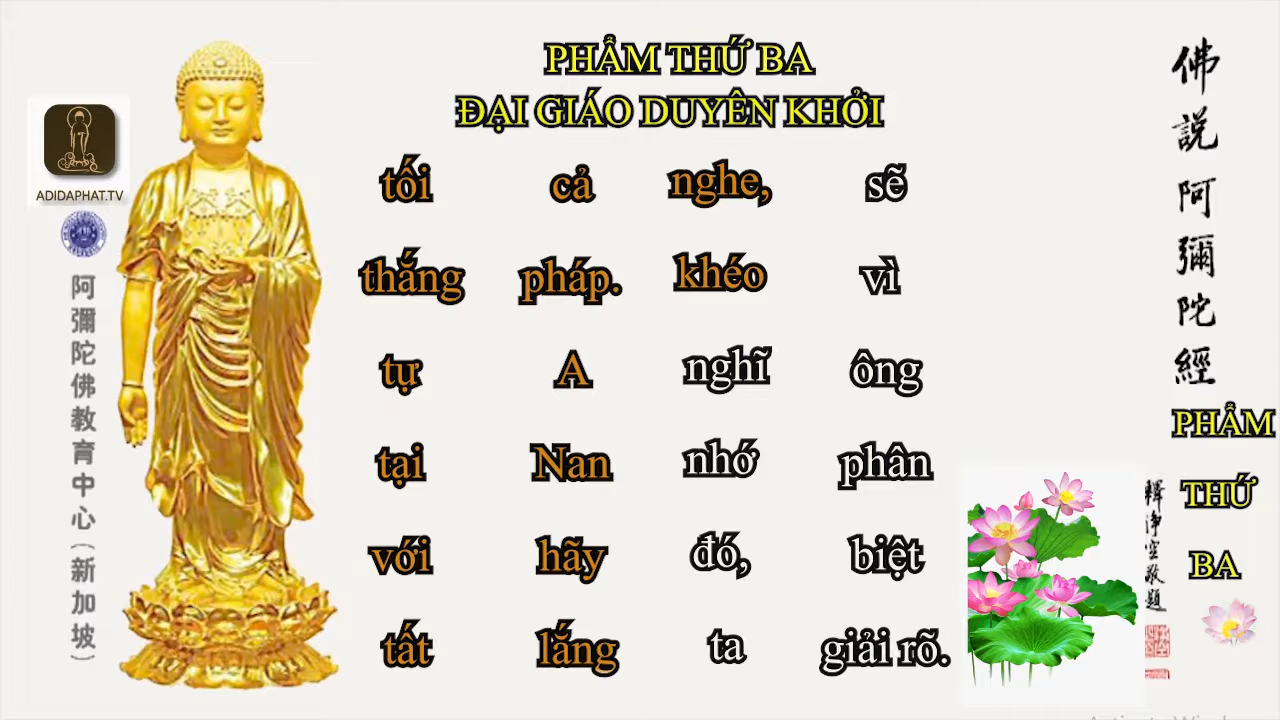 PHẨM THỨ BA
ĐẠI GIÁO DUYÊN KHỞI
tối thắng tự tại với tất
cả pháp. A Nan hãy lắng
nghe, khéo nghĩ nhớ đó, ta
sẽ vì ông phân biệt giải rõ.
ADIDAPHAT.TV
阿彌陀佛教育中心(新加坡)
佛說阿彌陀經
PHẨM
THỨ
BA
輯淨空敬題